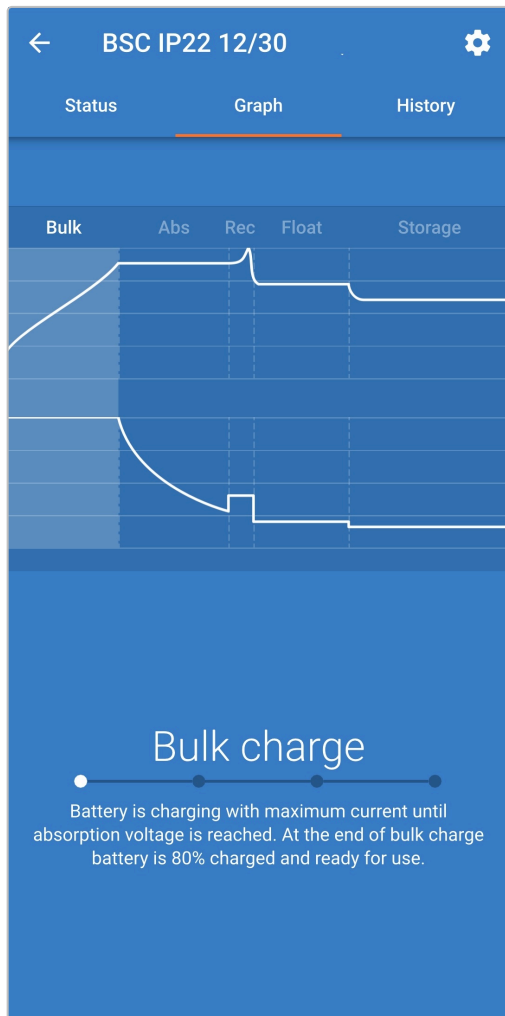 BSC IP22 12/30
Status Graph History
Bulk Abs Rec Float Storage
Bulk charge
Battery is charging with maximum current until
absorption voltage is reached. At the end of bulk charge
battery is 80% charged and ready for use.